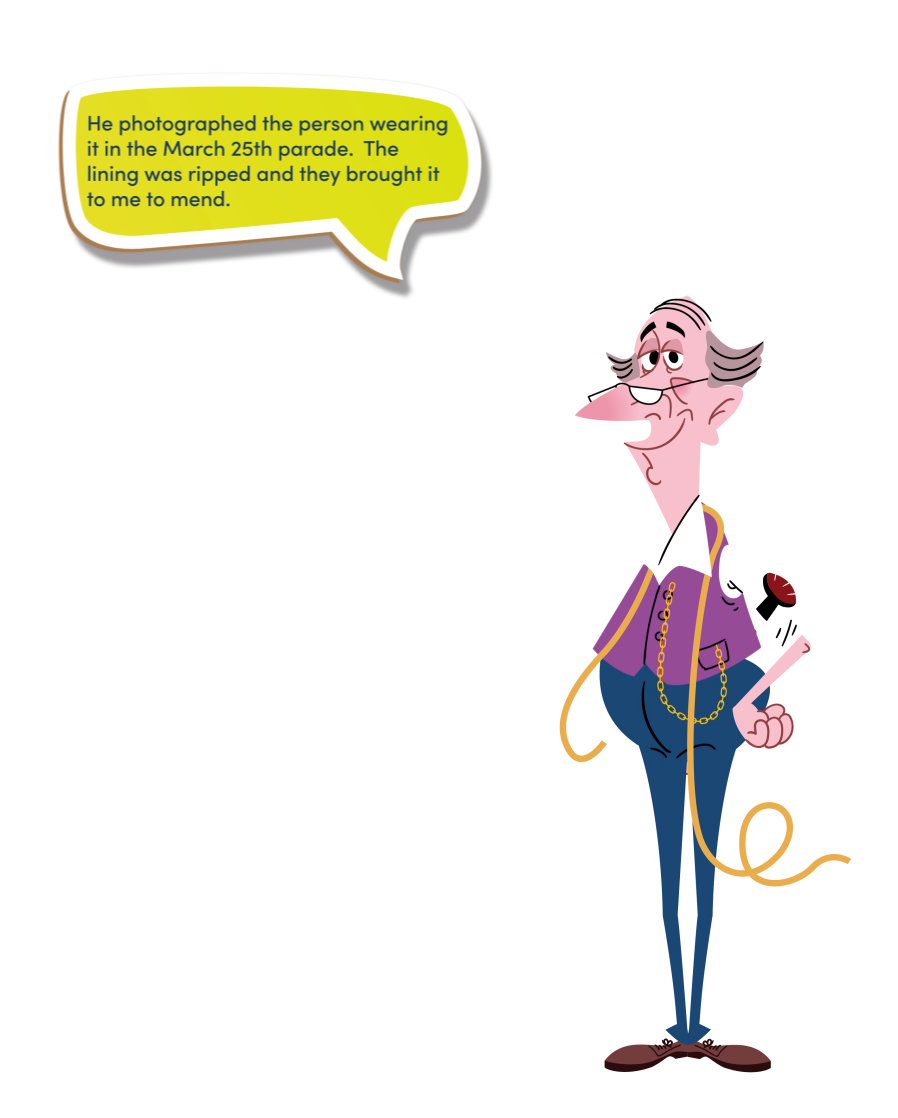 He photographed the person wearing
it in the March 25th parade.  The
lining was ripped and they brought it
to me to mend.